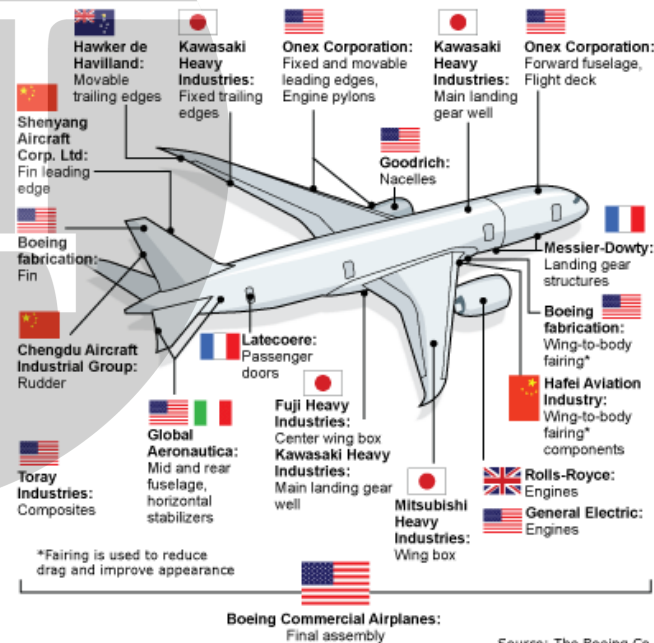 Hawker de
Havilland:
Movable
trailing edges
Kawasaki
Heavy
Industries:
Fixed trailing
edges
Onex Corporation:
Fixed and movable
leading edges,
Engine pylons
Kawasaki
Heavy
Industries:
Main landing
gear well
Onex Corporation:
Forward fuselage,
Flight deck
Shenyang
Aircraft
Corp. Ltd:
Fin leading
edge
Goodrich:
Nacelles
Boeing
fabrication:
Fin
Messier-Dowty:
Landing gear
structures
Boeing
fabrication:
Wing-to-body
fairing*
Chengdu Aircraft
Industrial Group:
Rudder
Latecoere:
Passenger
doors
Hafei Aviation
Industry:
Wing-to-body
fairing*
components
Global
Aeronautica:
Mid and rear
fuselage,
horizontal
stabilizers
Fuji Heavy
Industries:
Center wing box
Kawasaki Heavy
Industries:
Main landing gear
well
Toray
Industries:
Composites
Mitsubishi
Heavy
Industries:
Wing box
Rolls-Royce:
Engines
General Electric:
Engines
*Fairing is used to reduce
drag and improve appearance
Boeing Commercial Airplanes:
Final assembly
Source: The Boeing Co